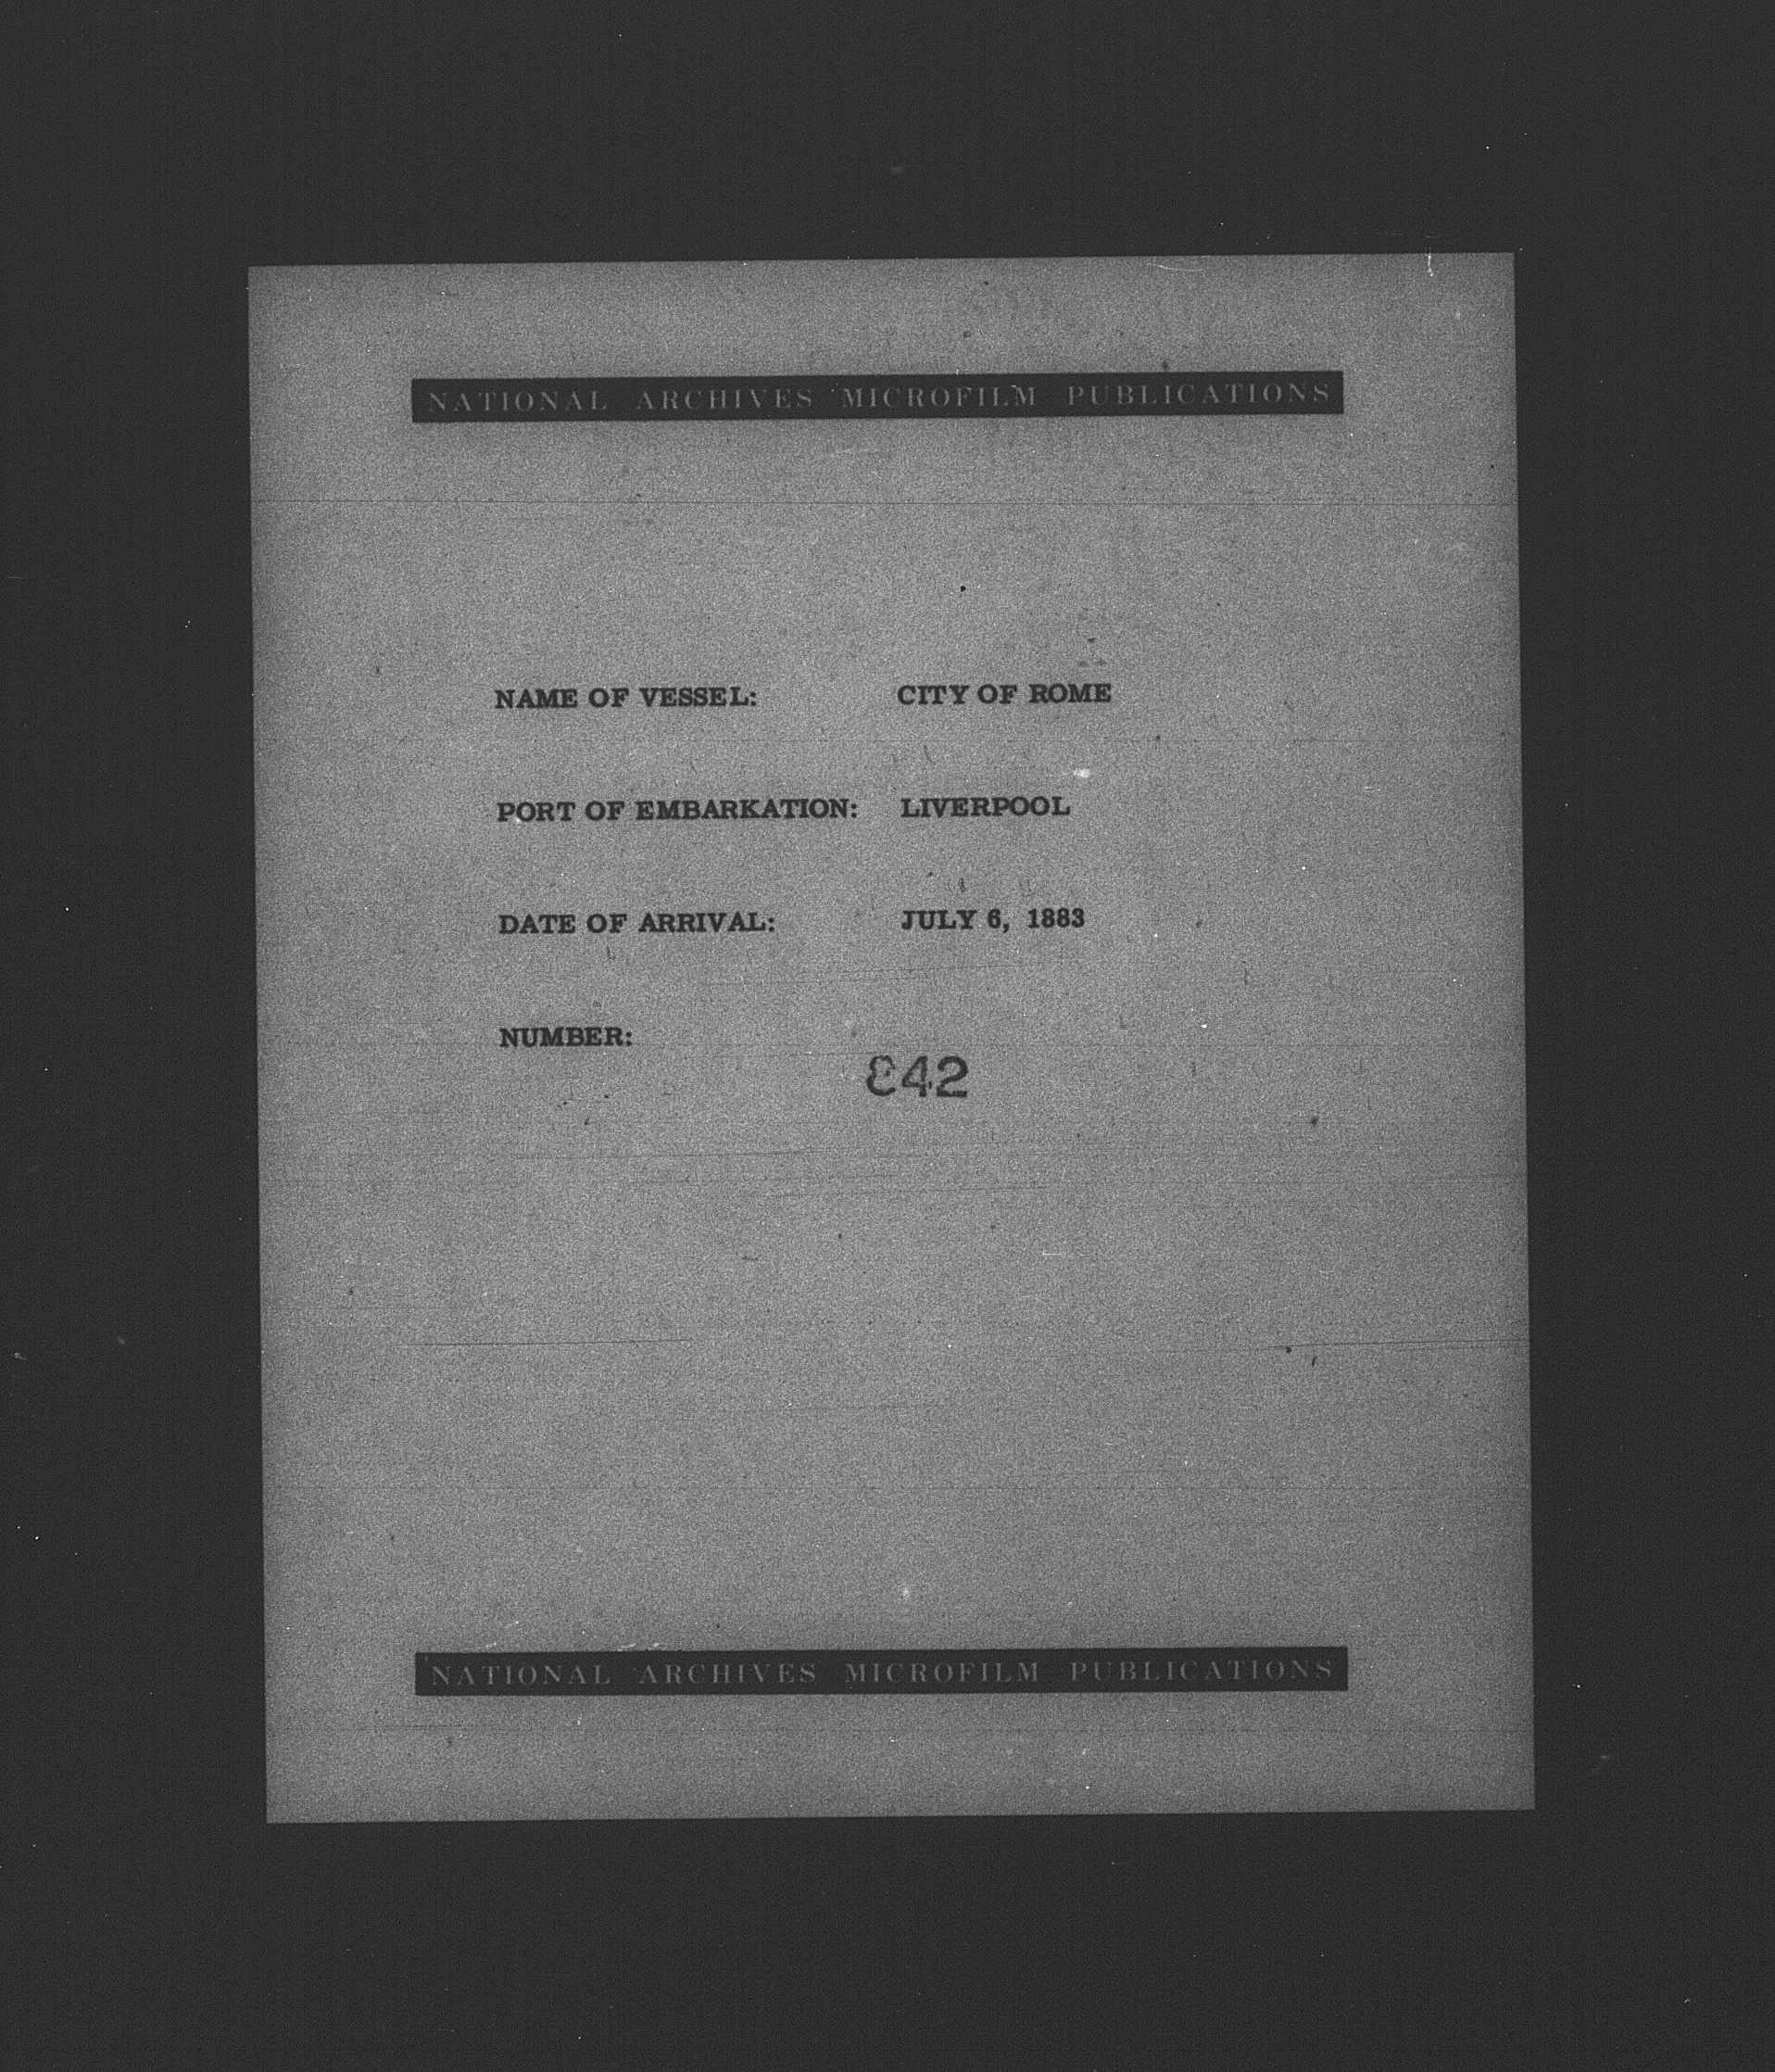 NATIONAL ARCHIVES MICROFILM PUBLICATIONS
NAME OF VESSEL: CITY OF ROME
PORT OF EMBARKATION: LIVERPOOL
DATE OF ARRIVAL: JULY 6, 1883
NUMBER:
842
NATIONAL ARCHIVES MICROFILM PUBLICATIONS